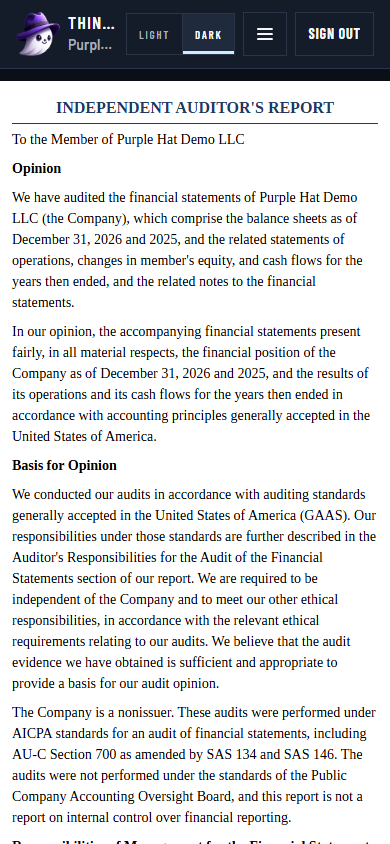 THIN...
Purpl...
LIGHT
DARK
SIGN OUT
INDEPENDENT AUDITOR'S REPORT
To the Member of Purple Hat Demo LLC
Opinion
We have audited the financial statements of Purple Hat Demo
LLC (the Company), which comprise the balance sheets as of
December 31, 2026 and 2025, and the related statements of
operations, changes in member's equity, and cash flows for the
years then ended, and the related notes to the financial
statements.
In our opinion, the accompanying financial statements present
fairly, in all material respects, the financial position of the
Company as of December 31, 2026 and 2025, and the results of
its operations and its cash flows for the years then ended in
accordance with accounting principles generally accepted in the
United States of America.
Basis for Opinion
We conducted our audits in accordance with auditing standards
generally accepted in the United States of America (GAAS). Our
responsibilities under those standards are further described in the
Auditor's Responsibilities for the Audit of the Financial
Statements section of our report. We are required to be
independent of the Company and to meet our other ethical
responsibilities, in accordance with the relevant ethical
requirements relating to our audits. We believe that the audit
evidence we have obtained is sufficient and appropriate to
provide a basis for our audit opinion.
The Company is a nonissuer. These audits were performed under
AICPA standards for an audit of financial statements, including
AU-C Section 700 as amended by SAS 134 and SAS 146. The
audits were not performed under the standards of the Public
Company Accounting Oversight Board, and this report is not a
report on internal control over financial reporting.